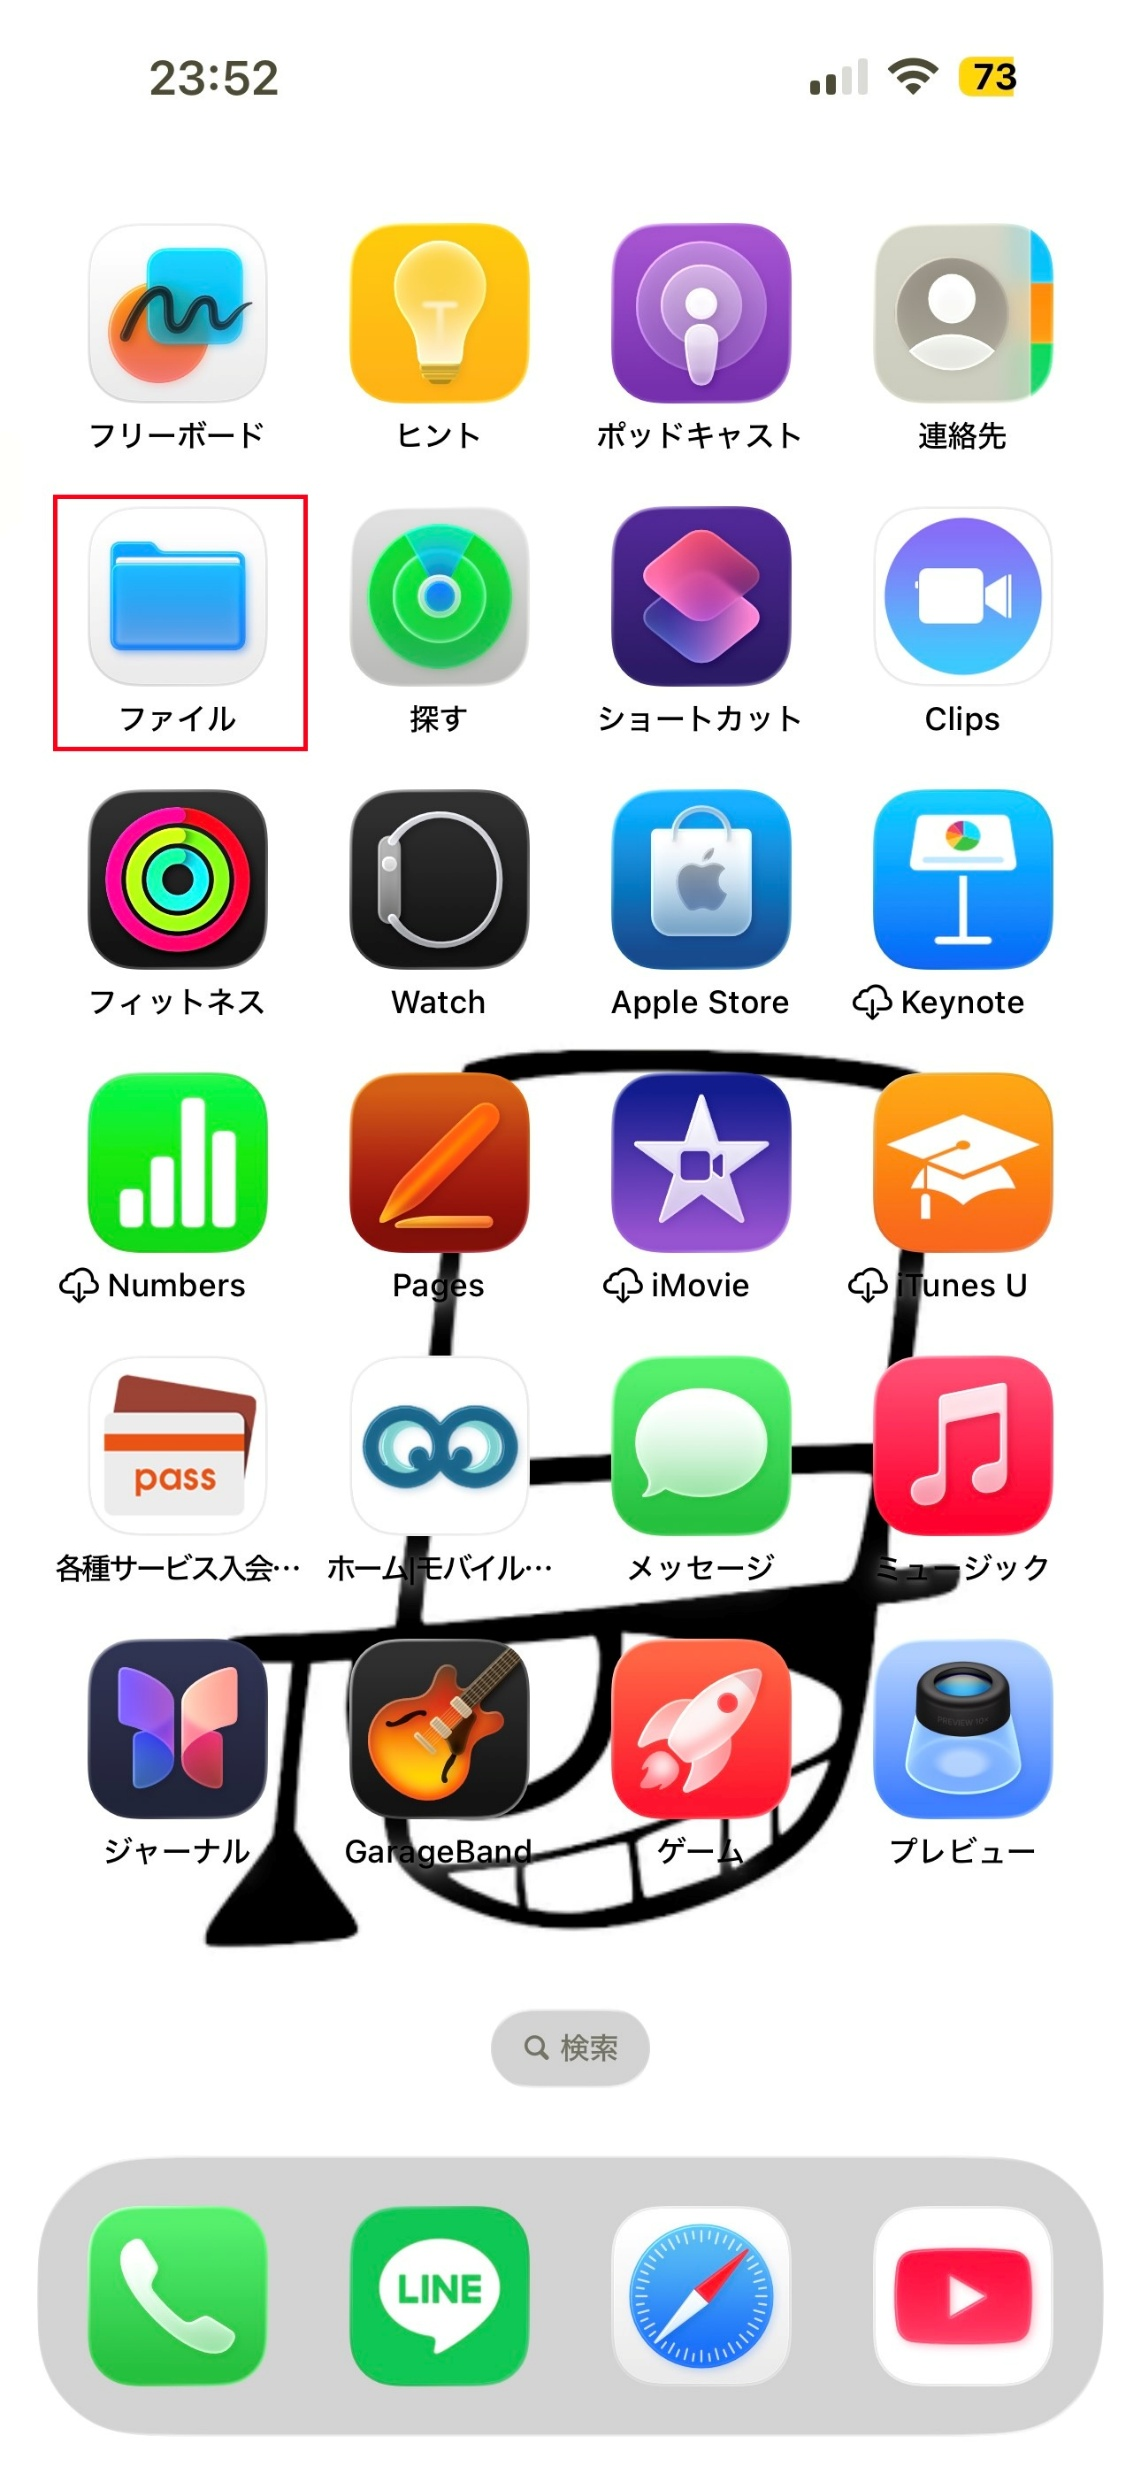 23:52
73
フリーボード
ヒント
ポッドキャスト
連絡先
ファイル
探す
ショートカット
Clips
フィットネス
Watch
Apple Store
Keynote
Numbers
Pages
iMovie
iTunes U
pass
各種サービス入会…
ホーム|モバイル…
メッセージ
ミュージック
PREVIEW 10×
ジャーナル
GarageBand
ゲーム
プレビュー
検索
LINE